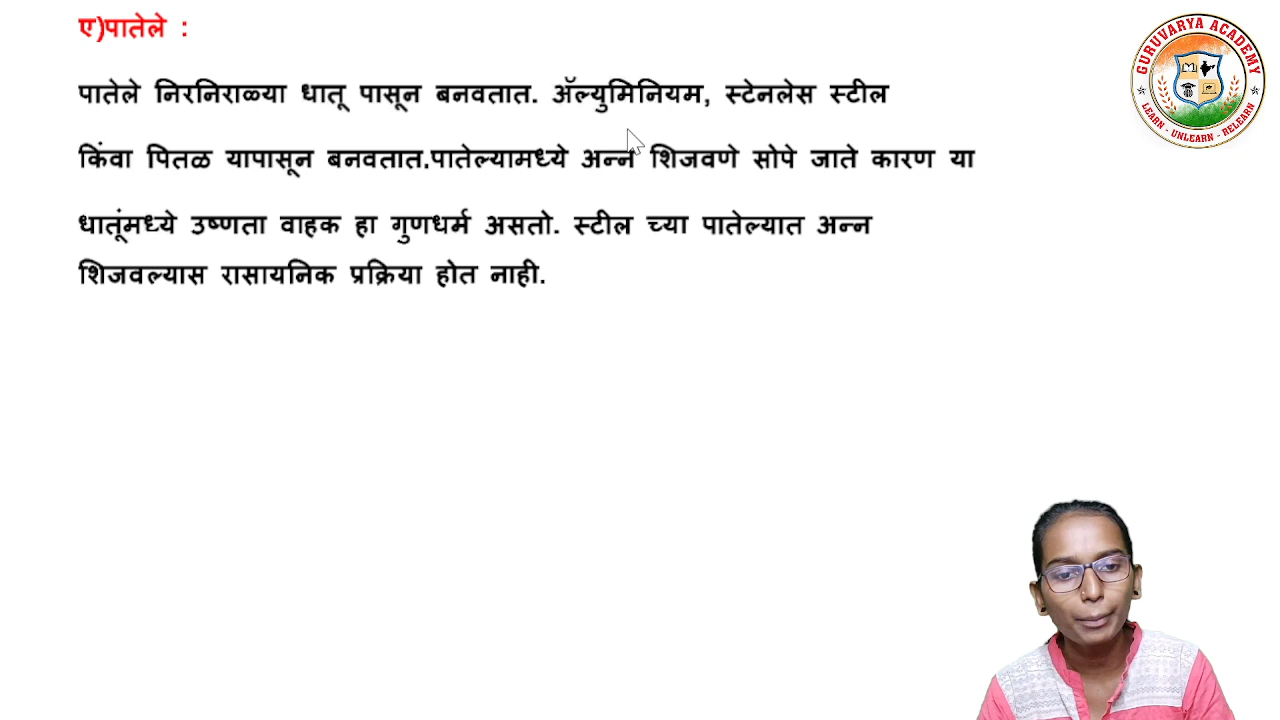 ए)पातेले :
पातेले निरनिराळ्या धातू पासून बनवतात. ॲल्युमिनियम, स्टेनलेस स्टील
किंवा पितळ यापासून बनवतात.पातेल्यामध्ये अन्न शिजवणे सोपे जाते कारण या
धातूंमध्ये उष्णता वाहक हा गुणधर्म असतो. स्टील च्या पातेल्यात अन्न
शिजवल्यास रासायनिक प्रक्रिया होत नाही.
GURUVARYA ACADEMY
LEARN - UNLEARN - RELEARN